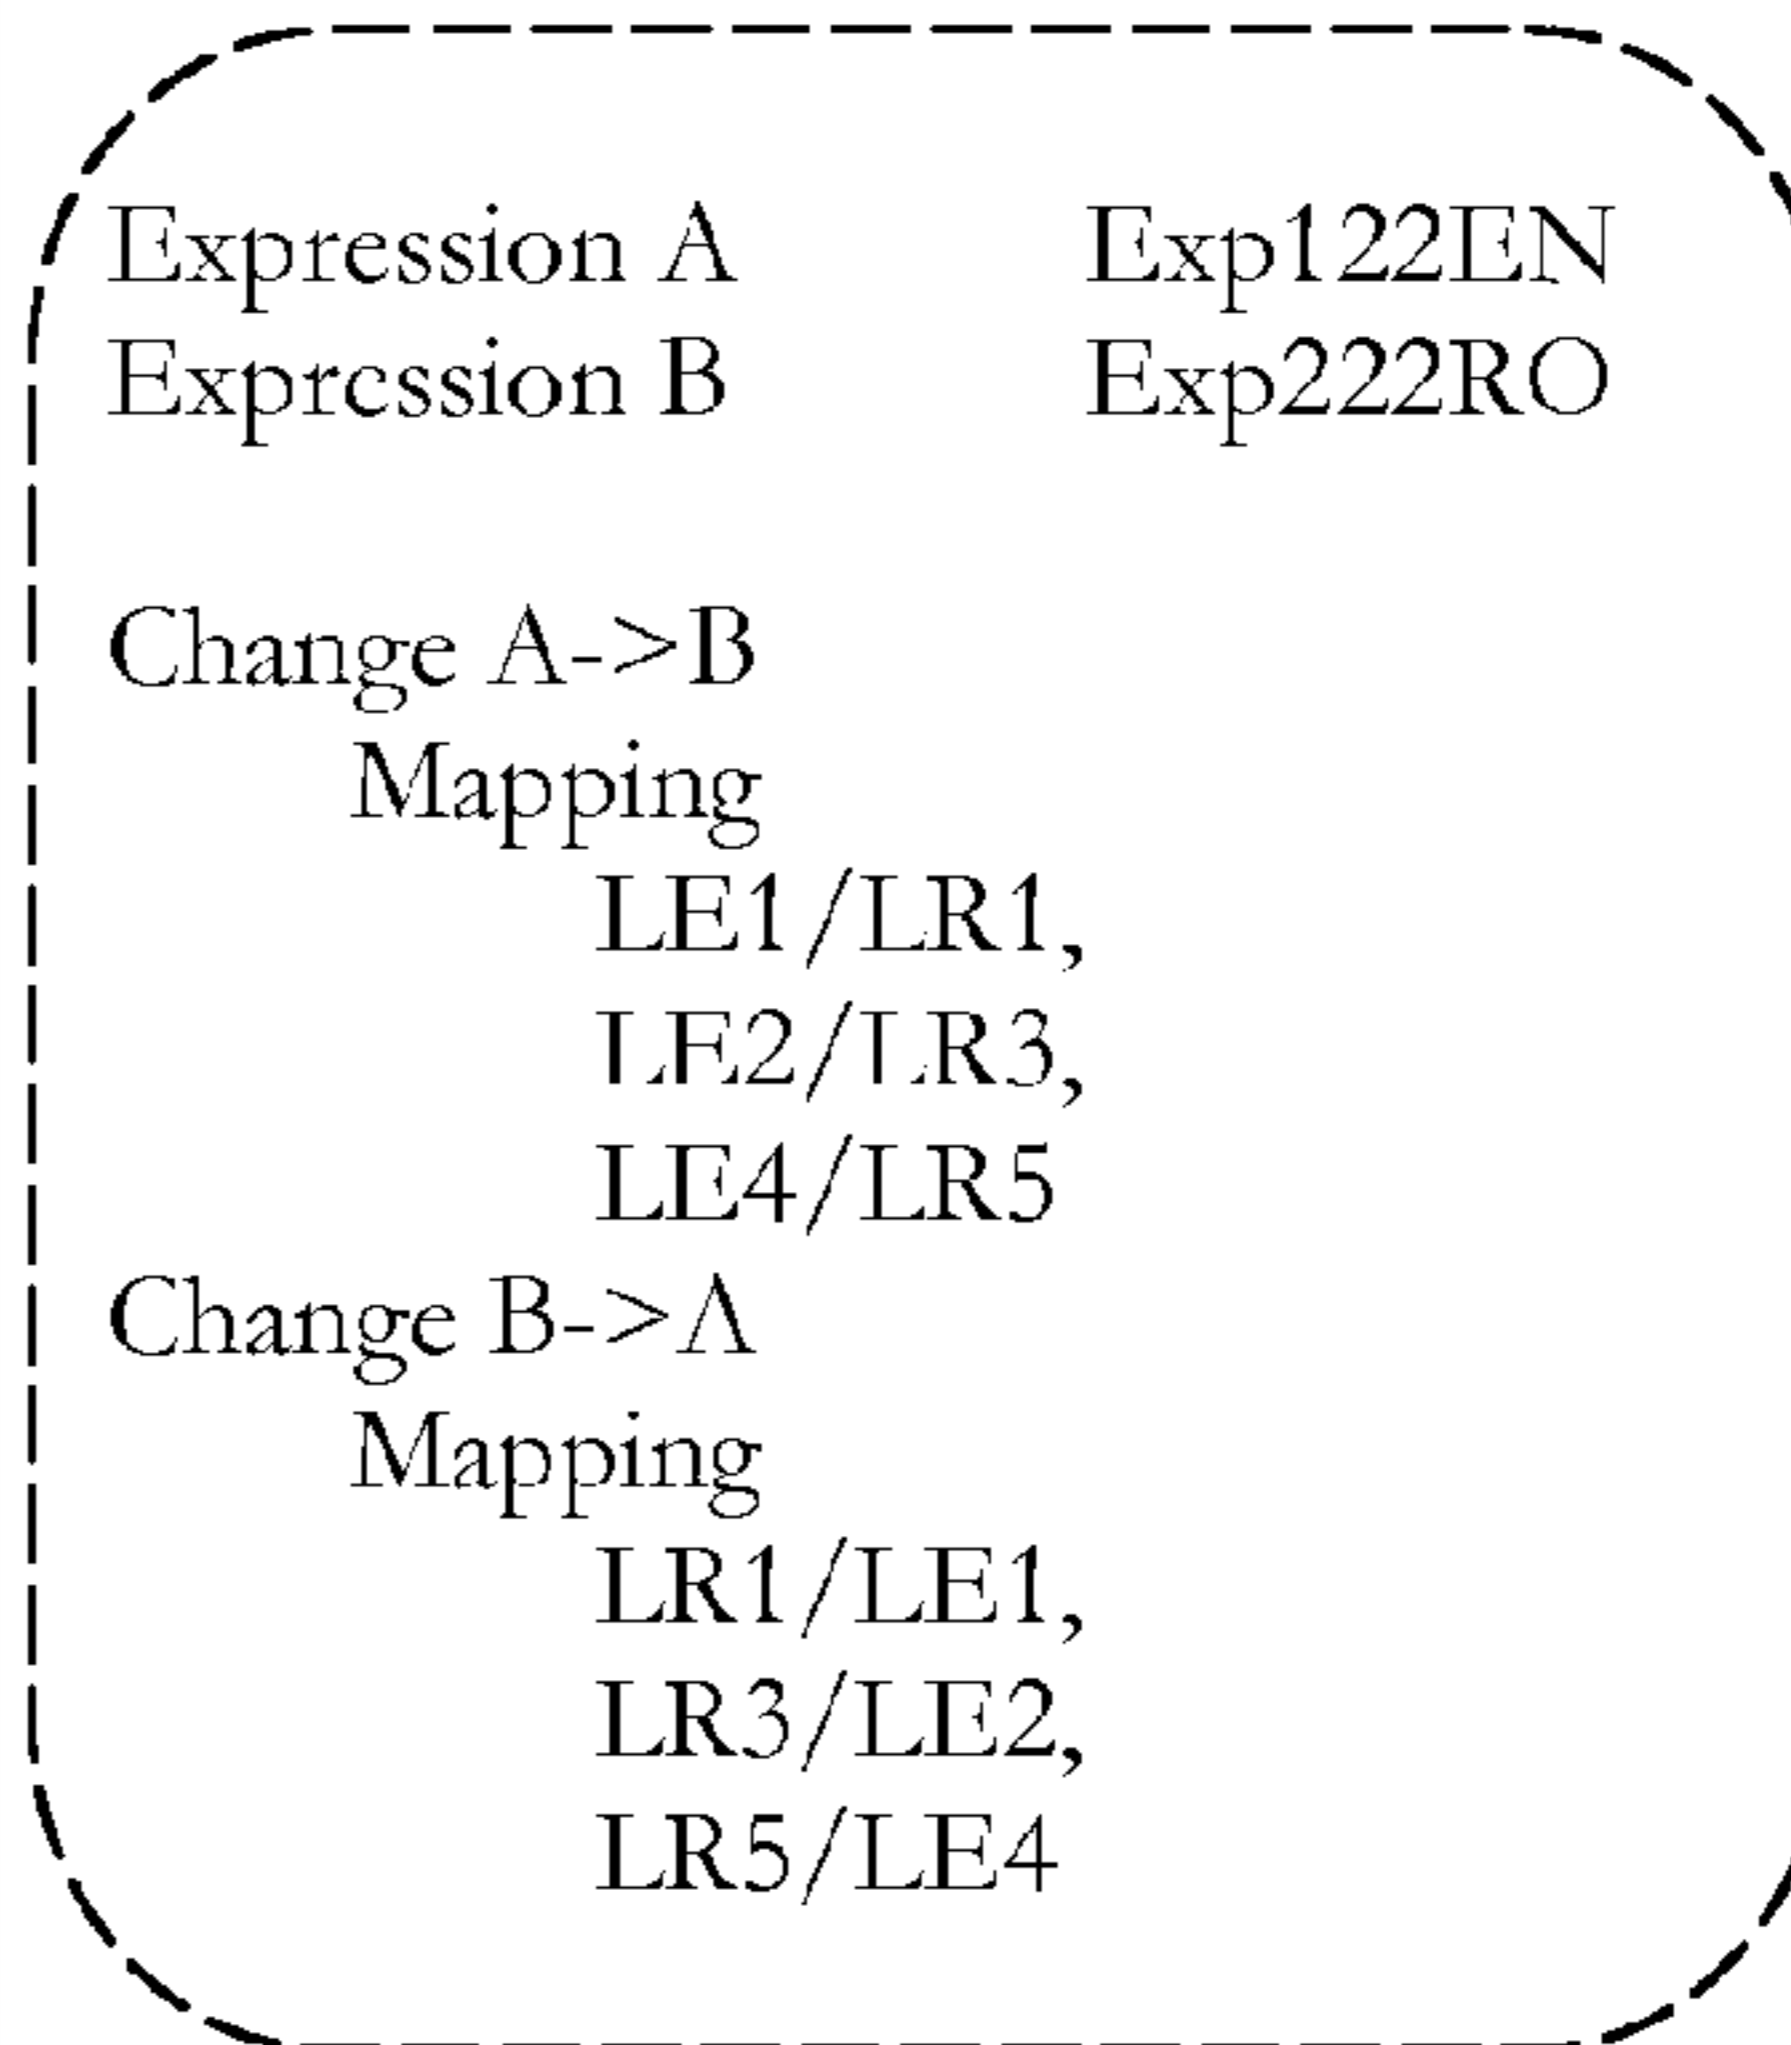 Expression A Exp122EN
Expression B Exp222RO
Change A->B
Mapping
LE1/LR1,
LE2/LR3,
LE4/LR5
Change B->A
Mapping
LR1/LE1,
LR3/LE2,
LR5/LE4